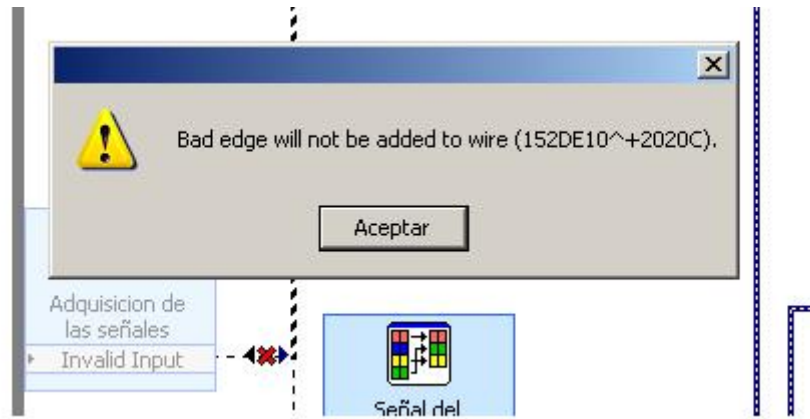 Bad edge will not be added to wire (152DE10^+2020C).
Aceptar
Adquisicion de
las señales
Invalid Input
Señal del